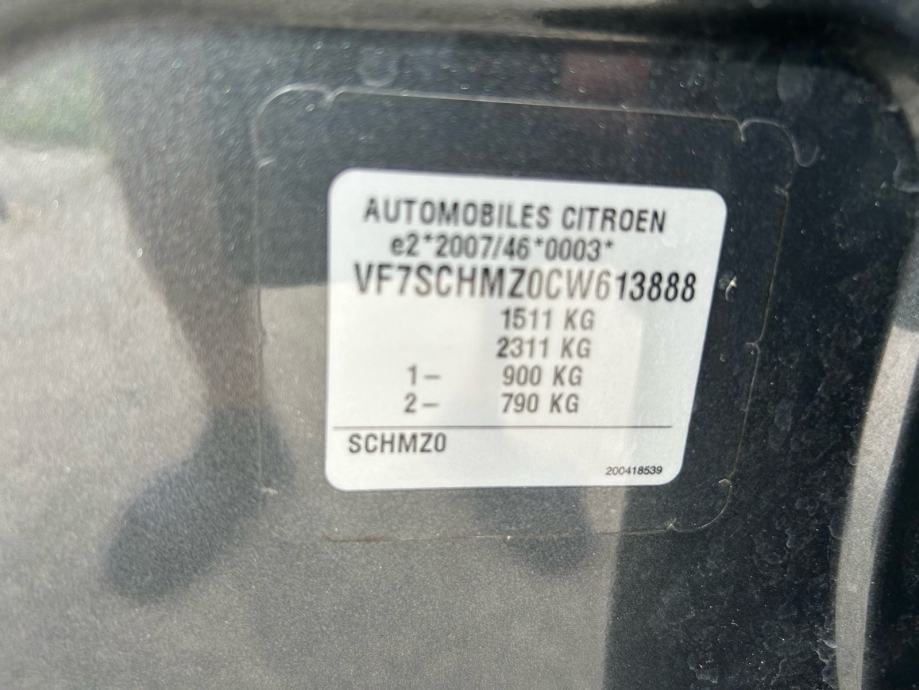 AUTOMOBILES CITROEN
e2*2007/46*0003*
VF7SCHMZ0CW613888
1511 KG
2311 KG
1– 900 KG
2– 790 KG
SCHMZ0
200418539